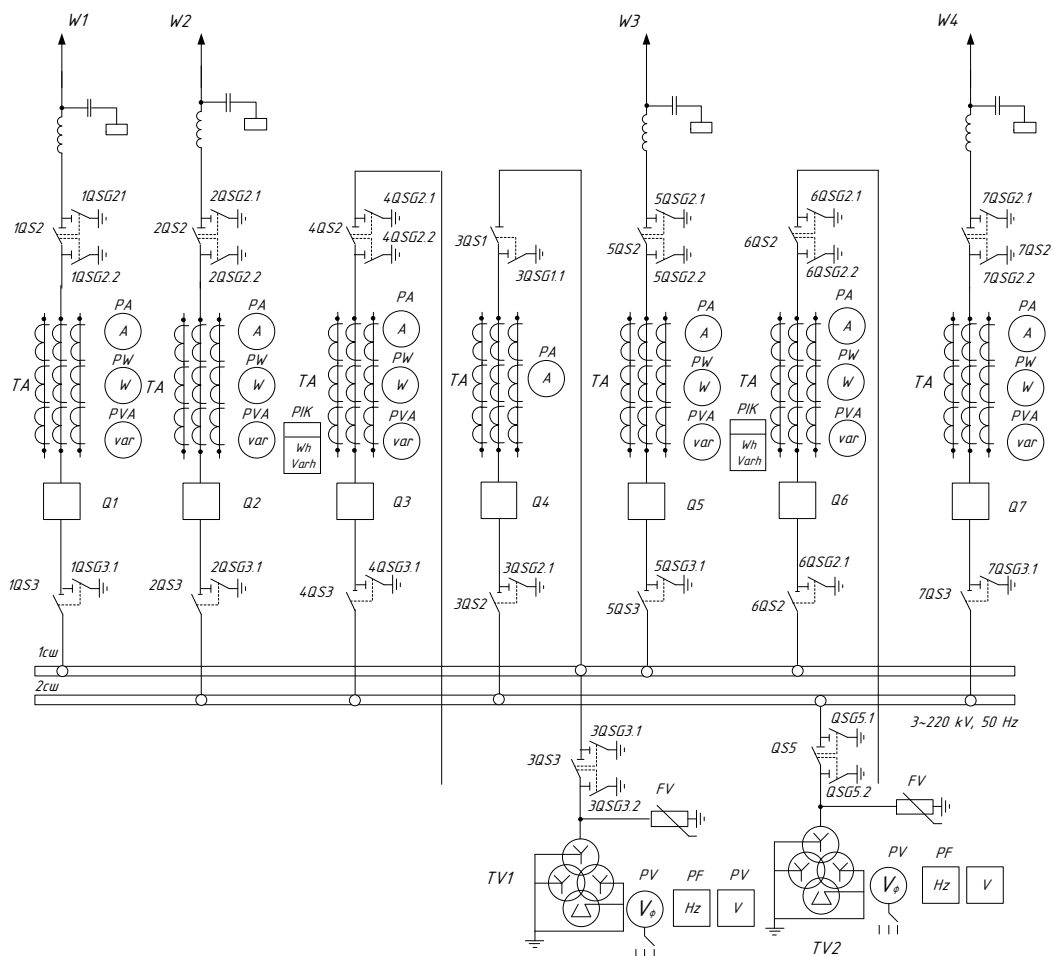 W1
W2
W3
W4
1QSG21
1QS2
1QSG2.2
2QSG2.1
2QS2
2QSG2.2
4QSG2.1
4QS2
4QSG2.2
3QS1
3QSG1.1
5QSG2.1
5QS2
5QSG2.2
6QSG2.1
6QS2
6QSG2.2
7QSG2.1
7QS2
7QSG2.2
TA
PA
A
PW
W
PVA
var
TA
PA
A
PW
W
PVA
var
PIK
Wh
Varh
TA
PA
A
PW
W
PVA
var
TA
PA
A
TA
PA
A
PW
W
PVA
var
PIK
Wh
Varh
TA
PA
A
PW
W
PVA
var
TA
PA
A
PW
W
PVA
var
Q1
Q2
Q3
Q4
Q5
Q6
Q7
1QSG3.1
1QS3
2QSG3.1
2QS3
4QSG3.1
4QS3
3QSG2.1
3QS2
5QSG3.1
5QS3
6QSG2.1
6QS2
7QSG3.1
7QS3
1сш
2сш
3~220 kV, 50 Hz
3QSG3.1
3QS3
3QSG3.2
FV
QSG5.1
QS5
QSG5.2
FV
TV1
PV
Vф
PF
Hz
PV
V
TV2
PV
Vф
PF
Hz
V